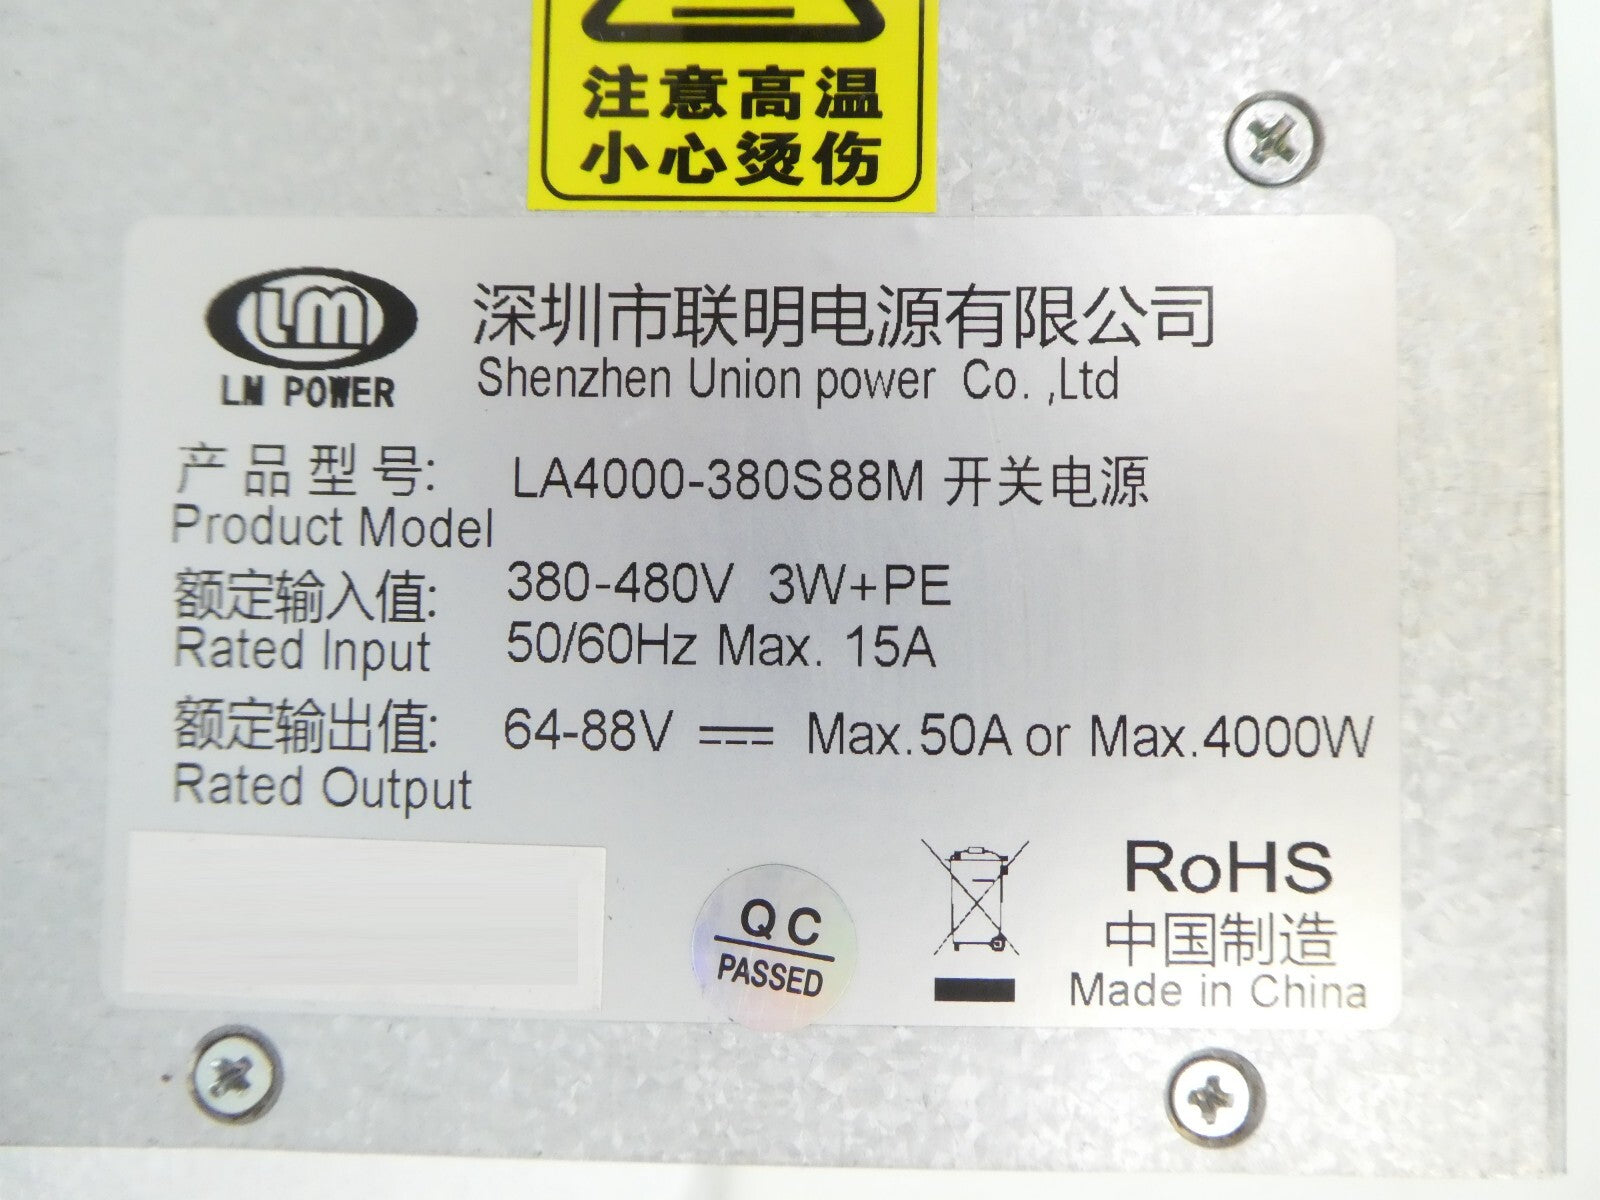 注意高温
小心烫伤
LM
LM POWER
深圳市联明电源有限公司
Shenzhen Union power Co. ,Ltd
产品型号: LA4000-380S88M 开关电源
Product Model
额定输入值: 380-480V 3W+PE
Rated Input 50/60Hz Max. 15A
额定输出值: 64-88V ⎓ Max.50A or Max.4000W
Rated Output
QC
PASSED
RoHS
中国制造
Made in China